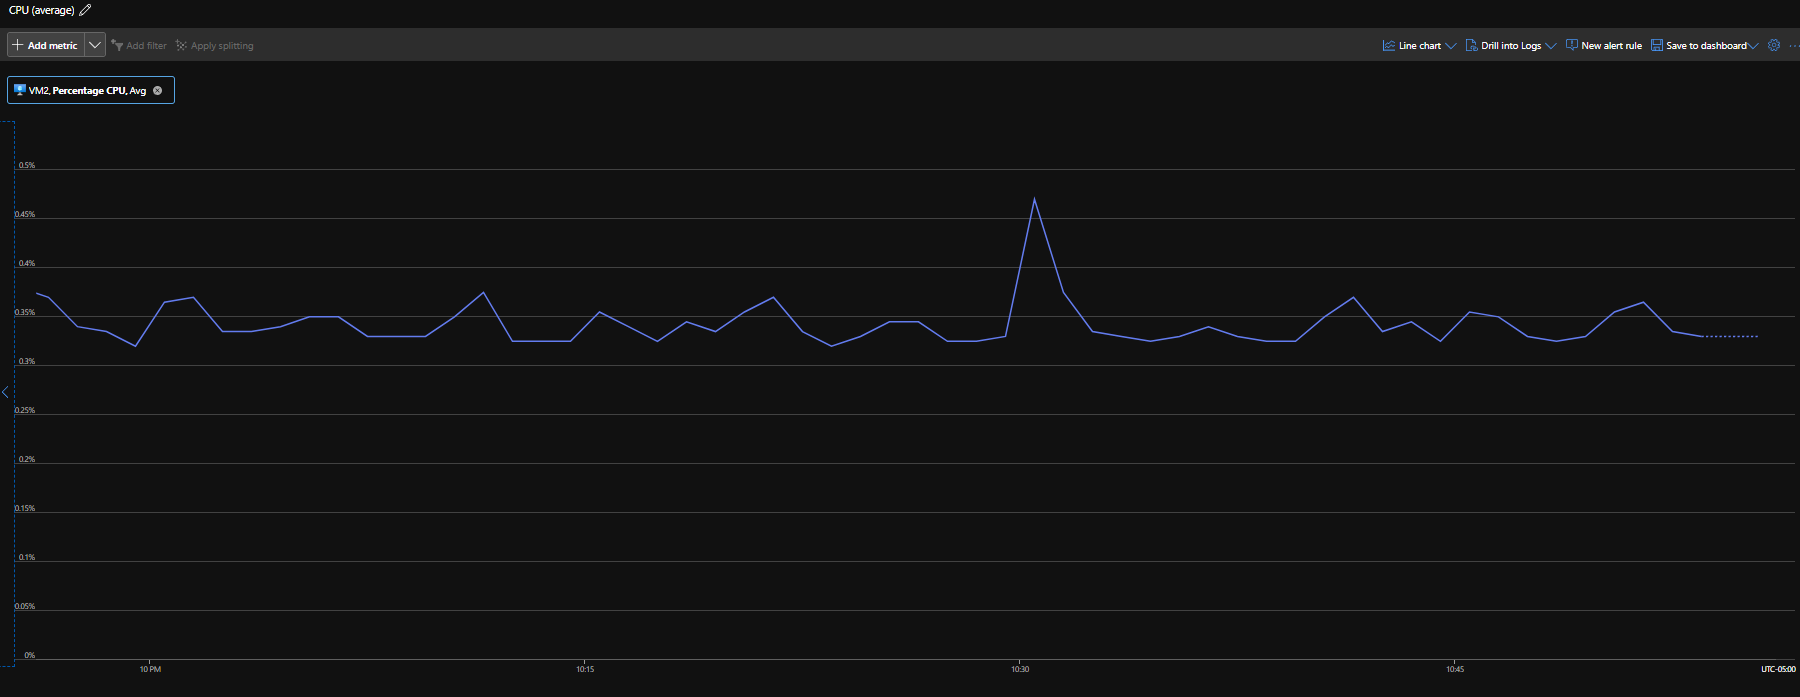 CPU (average)
Add metric Add filter Apply splitting Line chart Drill into Logs New alert rule Save to dashboard ...
VM2, Percentage CPU, Avg
0.5%
0.45%
0.4%
0.35%
0.3%
0.25%
0.2%
0.15%
0.1%
0.05%
0%
10 PM 10:15 10:30 10:45 UTC-05:00